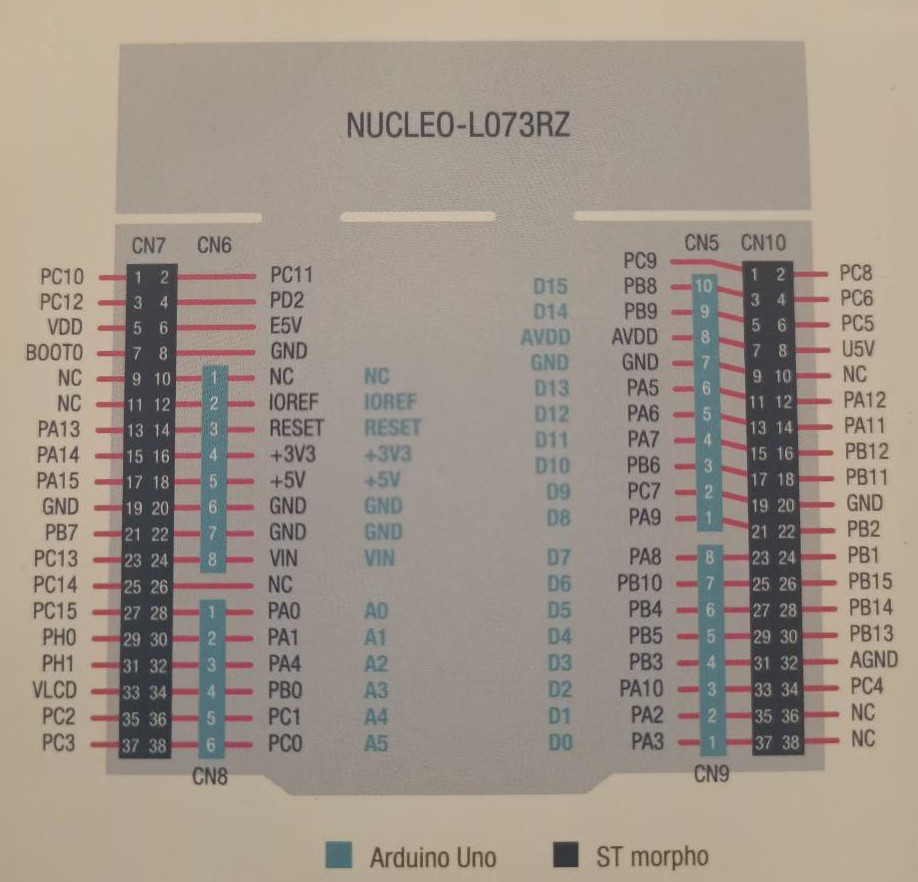 NUCLEO-L073RZ
CN7 CN6 CN5 CN10
PC9
PC10 1 2 PC11 D15 PB8 10 1 2 PC8
PC12 3 4 PD2 D14 PB9 9 3 4 PC6
VDD 5 6 E5V AVDD AVDD 8 5 6 PC5
BOOT0 7 8 GND GND GND 7 7 8 U5V
NC 9 10 1 NC NC D13 PA5 6 9 10 NC
NC 11 12 2 IOREF IOREF D12 PA6 5 11 12 PA12
PA13 13 14 3 RESET RESET D11 PA7 4 13 14 PA11
PA14 15 16 4 +3V3 +3V3 D10 PB6 3 15 16 PB12
PA15 17 18 5 +5V +5V D9 PC7 2 17 18 PB11
GND 19 20 6 GND GND D8 PA9 1 19 20 GND
PB7 21 22 7 GND GND 21 22 PB2
PC13 23 24 8 VIN VIN D7 PA8 8 23 24 PB1
PC14 25 26 NC D6 PB10 7 25 26 PB15
PC15 27 28 1 PA0 A0 D5 PB4 6 27 28 PB14
PH0 29 30 2 PA1 A1 D4 PB5 5 29 30 PB13
PH1 31 32 3 PA4 A2 D3 PB3 4 31 32 AGND
VLCD 33 34 4 PB0 A3 D2 PA10 3 33 34 PC4
PC2 35 36 5 PC1 A4 D1 PA2 2 35 36 NC
PC3 37 38 6 PC0 A5 D0 PA3 1 37 38 NC
CN8 CN9
Arduino Uno ST morpho